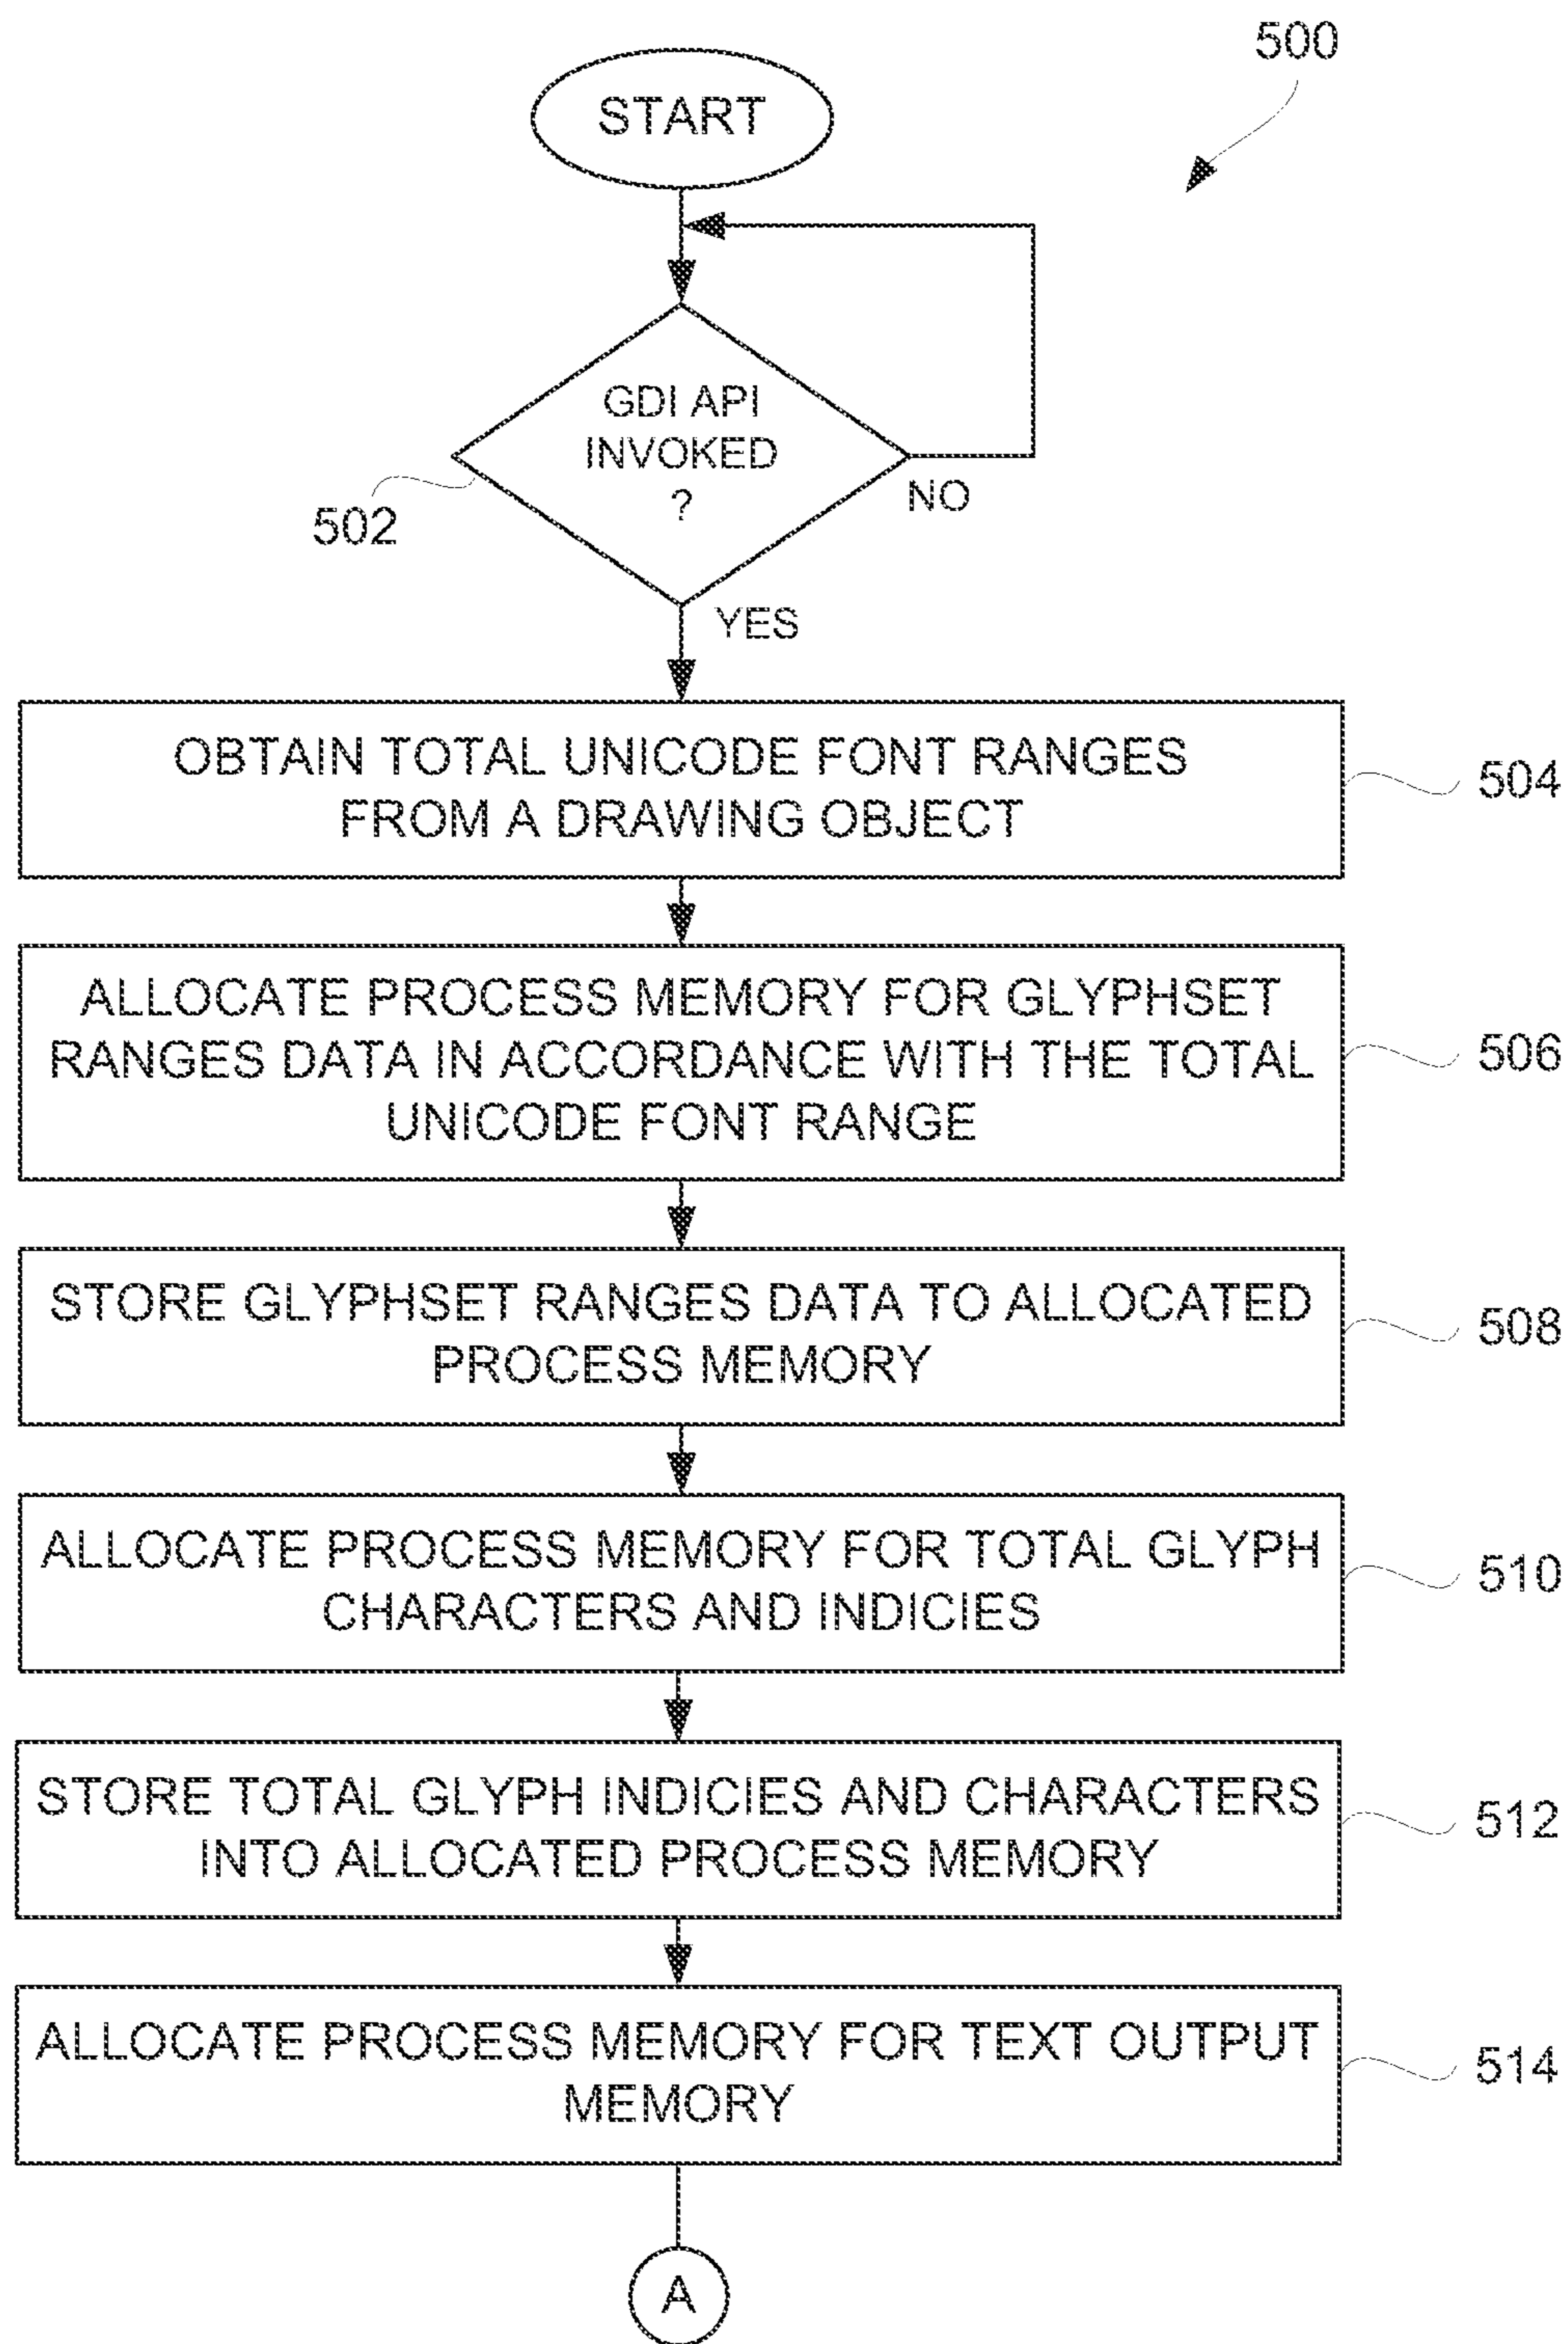 500
START
GDI API
INVOKED
?
502
NO
YES
OBTAIN TOTAL UNICODE FONT RANGES
FROM A DRAWING OBJECT
504
ALLOCATE PROCESS MEMORY FOR GLYPHSET
RANGES DATA IN ACCORDANCE WITH THE TOTAL
UNICODE FONT RANGE
506
STORE GLYPHSET RANGES DATA TO ALLOCATED
PROCESS MEMORY
508
ALLOCATE PROCESS MEMORY FOR TOTAL GLYPH
CHARACTERS AND INDICIES
510
STORE TOTAL GLYPH INDICIES AND CHARACTERS
INTO ALLOCATED PROCESS MEMORY
512
ALLOCATE PROCESS MEMORY FOR TEXT OUTPUT
MEMORY
514
A